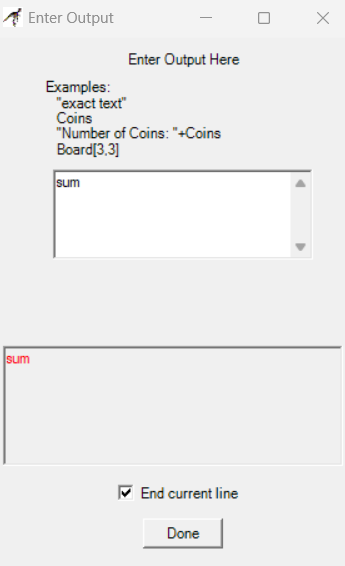 Enter Output
Enter Output Here
Examples:
"exact text"
Coins
"Number of Coins: "+Coins
Board[3,3]
sum
sum
End current line
Done